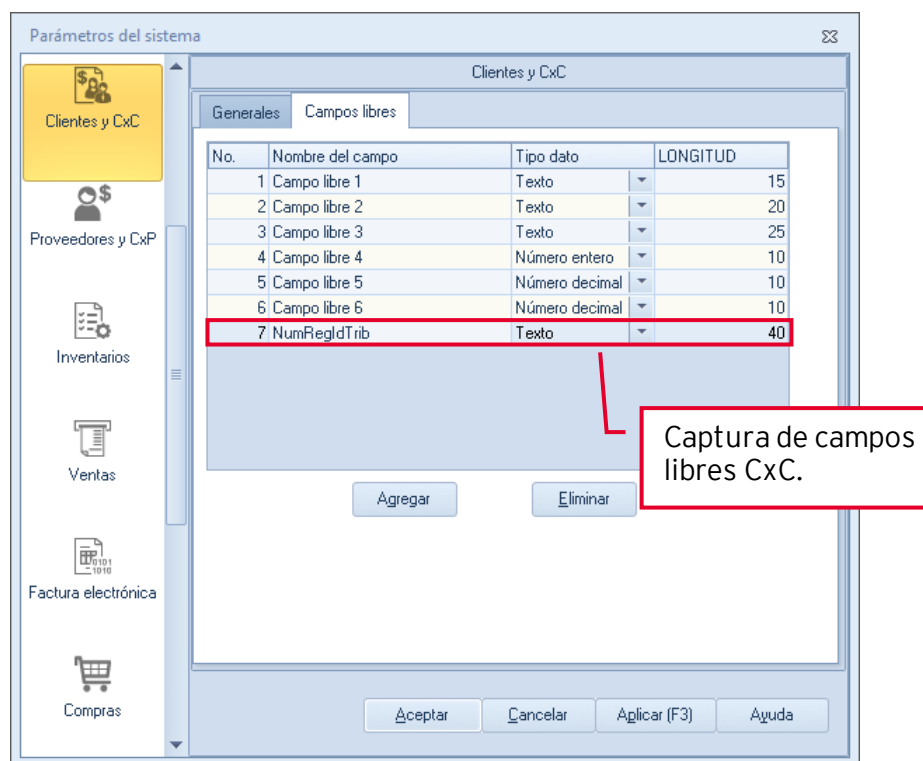 Parámetros del sistema
Clientes y CxC
Proveedores y CxP
Inventarios
Ventas
0101
1010
Factura electrónica
Compras
Clientes y CxC
Generales Campos libres
No. Nombre del campo Tipo dato LONGITUD
1 Campo libre 1 Texto 15
2 Campo libre 2 Texto 20
3 Campo libre 3 Texto 25
4 Campo libre 4 Número entero 10
5 Campo libre 5 Número decimal 10
6 Campo libre 6 Número decimal 10
7 NumRegIdTrib Texto 40
Captura de campos
libres CxC.
Agregar Eliminar
Aceptar Cancelar Aplicar (F3) Ayuda